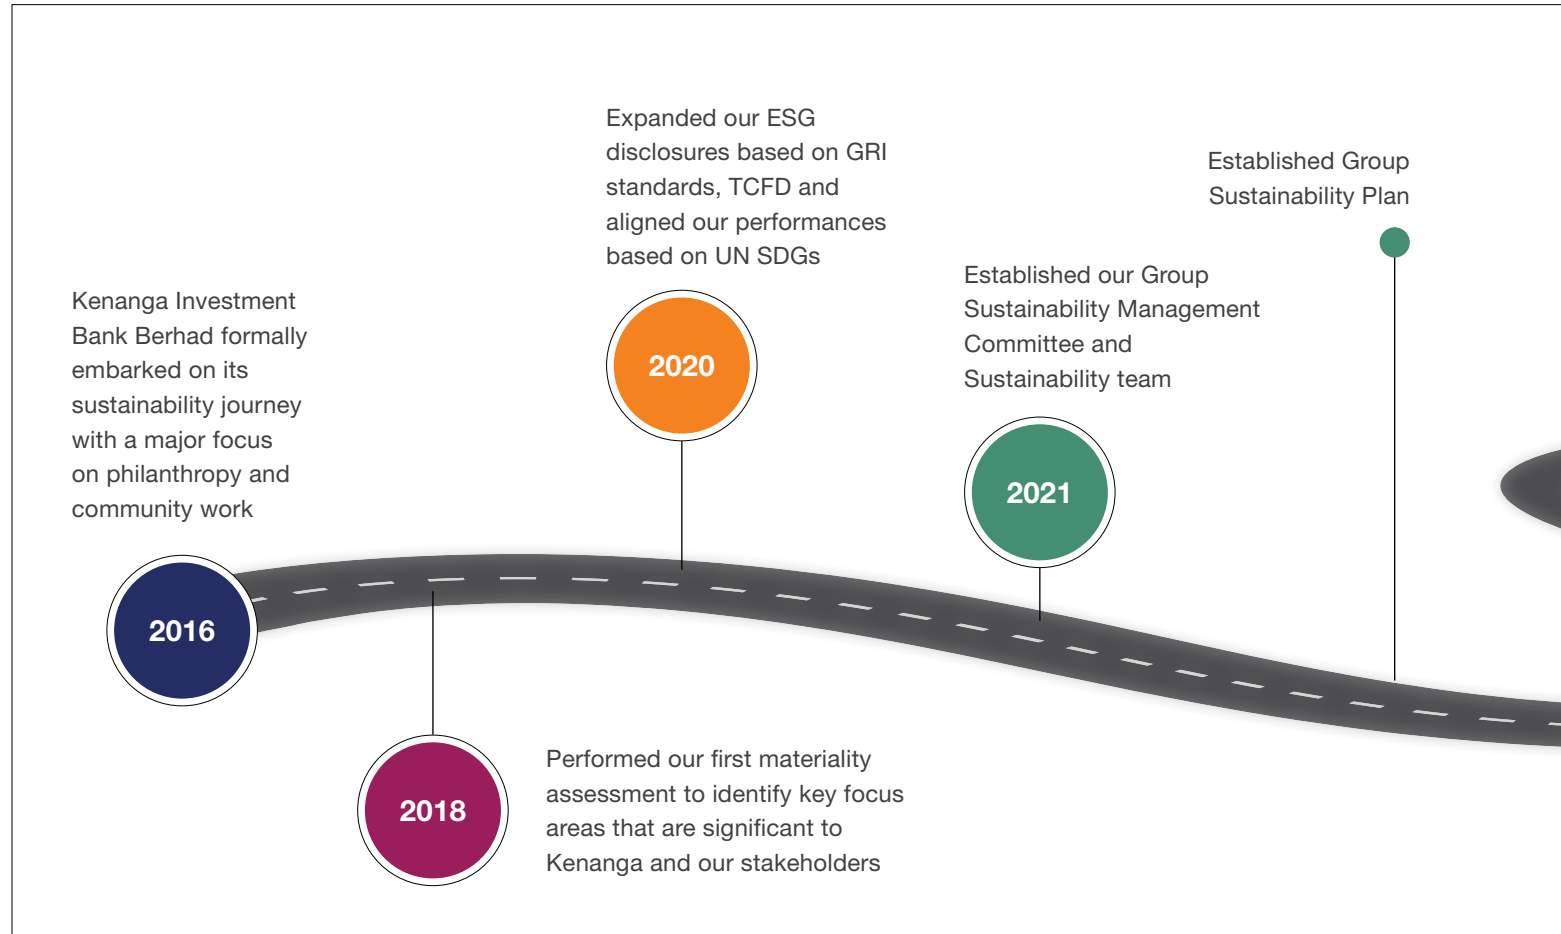 Kenanga Investment
Bank Berhad formally
embarked on its
sustainability journey
with a major focus
on philanthropy and
community work
2016
2018
Performed our first materiality
assessment to identify key focus
areas that are significant to
Kenanga and our stakeholders
Expanded our ESG
disclosures based on GRI
standards, TCFD and
aligned our performances
based on UN SDGs
2020
Established our Group
Sustainability Management
Committee and
Sustainability team
2021
Established Group
Sustainability Plan